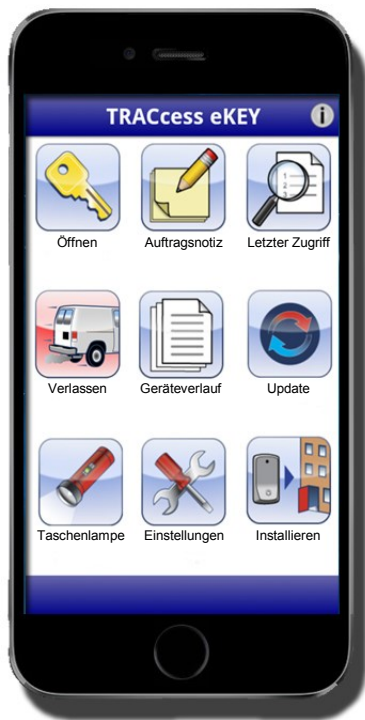 TRACcess eKEY
Öffnen Auftragsnotiz Letzter Zugriff
Verlassen Geräteverlauf Update
Taschenlampe Einstellungen Installieren